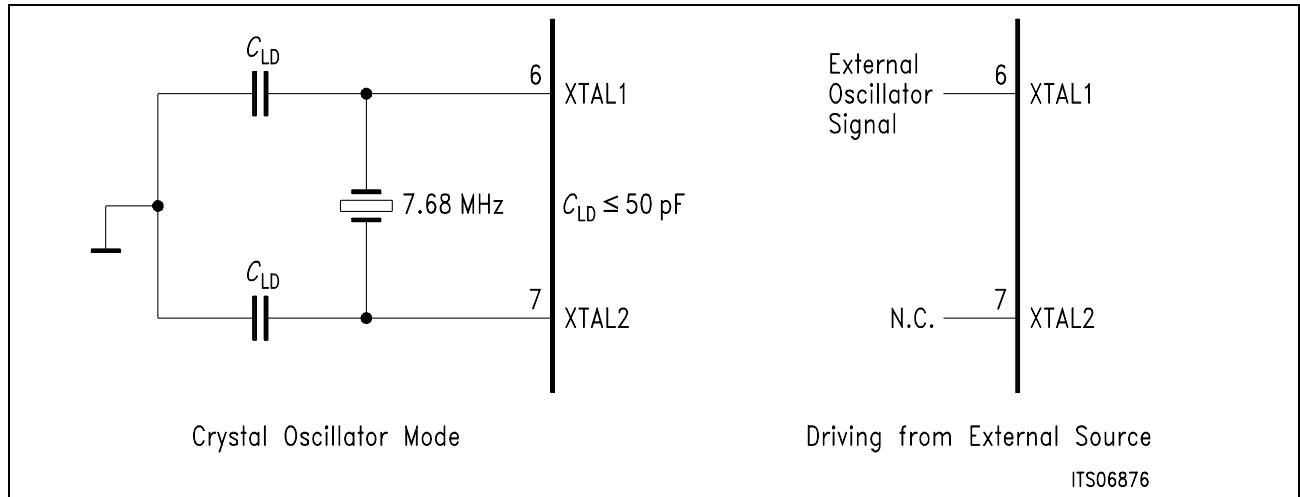 C_LD
6
XTAL1
7.68 MHz
C_LD ≤ 50 pF
C_LD
7
XTAL2
Crystal Oscillator Mode
External
Oscillator
Signal
6
XTAL1
N.C.
7
XTAL2
Driving from External Source
ITS06876